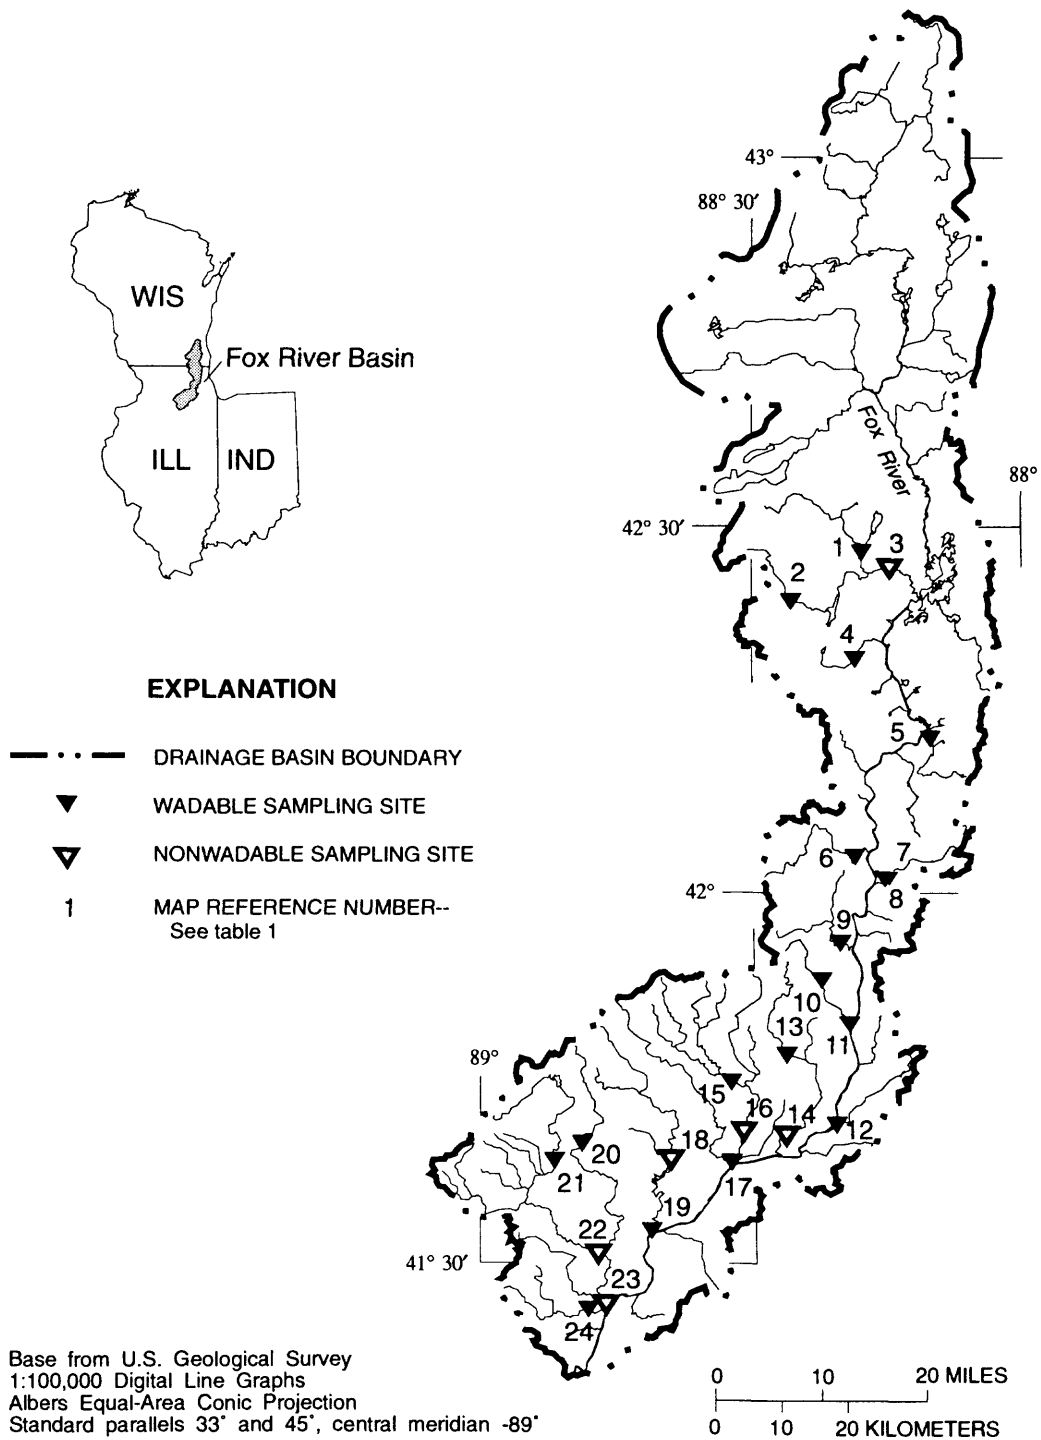 43°
88° 30′
WIS
Fox River Basin
ILL
IND
Fox River
88°
42° 30′
1
3
2
4
EXPLANATION
5
DRAINAGE BASIN BOUNDARY
WADABLE SAMPLING SITE
NONWADABLE SAMPLING SITE
1 MAP REFERENCE NUMBER--
See table 1
6
7
42°
8
9
10
13
11
89°
15
16
14
12
18
20
21
17
19
22
41° 30′
23
24
Base from U.S. Geological Survey
1:100,000 Digital Line Graphs
Albers Equal-Area Conic Projection
Standard parallels 33° and 45°, central meridian -89°
0 10 20 MILES
0 10 20 KILOMETERS